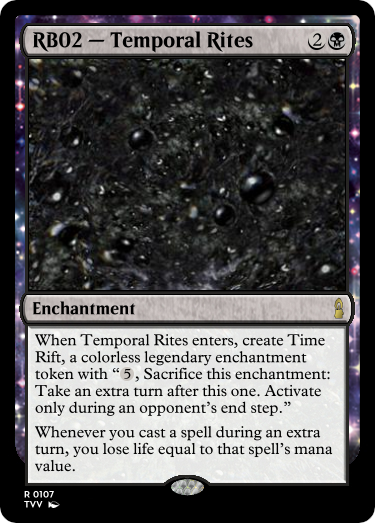 RB02 — Temporal Rites 2
Enchantment
When Temporal Rites enters, create Time
Rift, a colorless legendary enchantment
token with “5, Sacrifice this enchantment:
Take an extra turn after this one. Activate
only during an opponent's end step.”
Whenever you cast a spell during an extra
turn, you lose life equal to that spell's mana
value.
R 0107
TVV